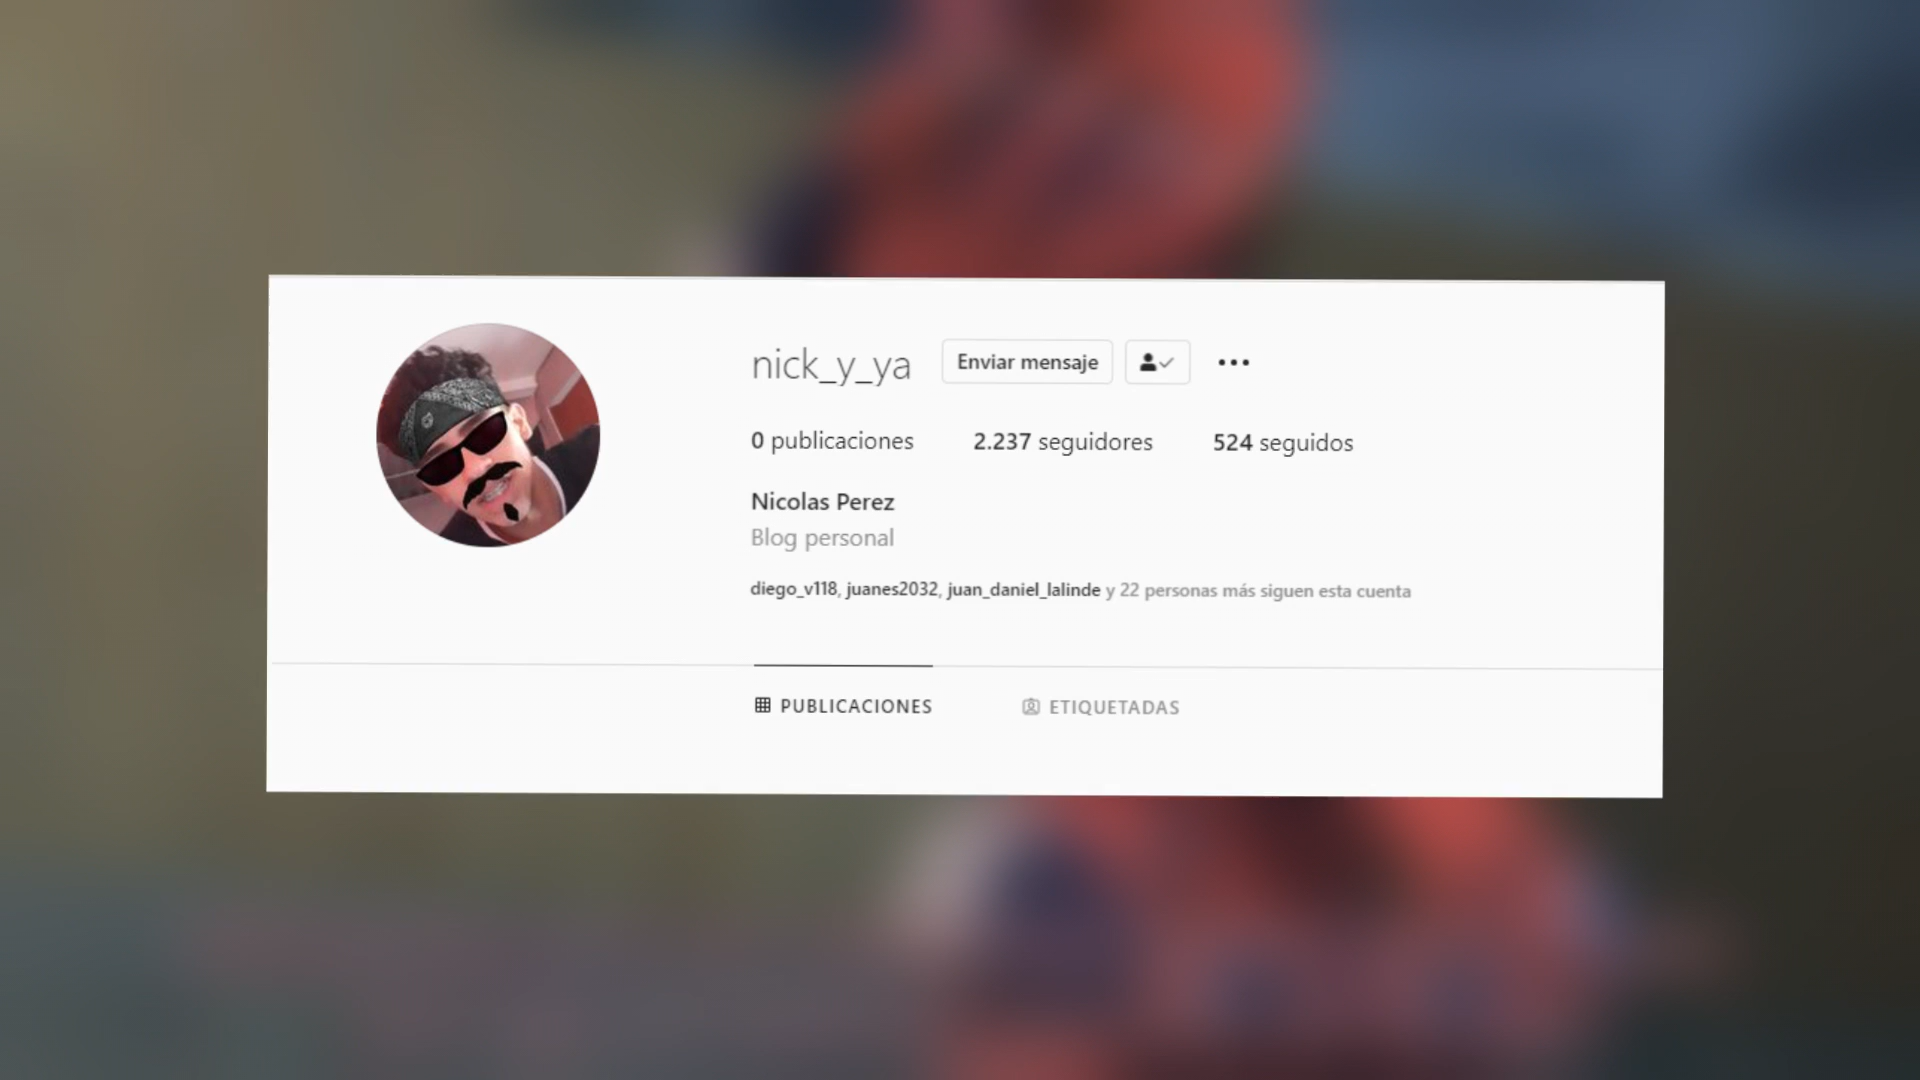 nick_y_ya Enviar mensaje
0 publicaciones 2.237 seguidores 524 seguidos
Nicolas Perez
Blog personal
diego_v118, juanes2032, juan_daniel_lalinde y 22 personas más siguen esta cuenta
PUBLICACIONES ETIQUETADAS